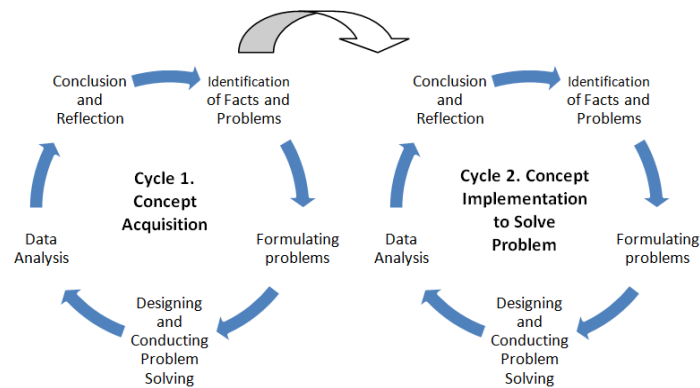 Conclusion
and
Reflection
Identification
of Facts and
Problems
Cycle 1.
Concept
Acquisition
Formulating
problems
Designing
and
Conducting
Problem
Solving
Data
Analysis
Conclusion
and
Reflection
Identification
of Facts and
Problems
Cycle 2. Concept
Implementation
to Solve
Problem
Formulating
problems
Designing
and
Conducting
Problem
Solving
Data
Analysis